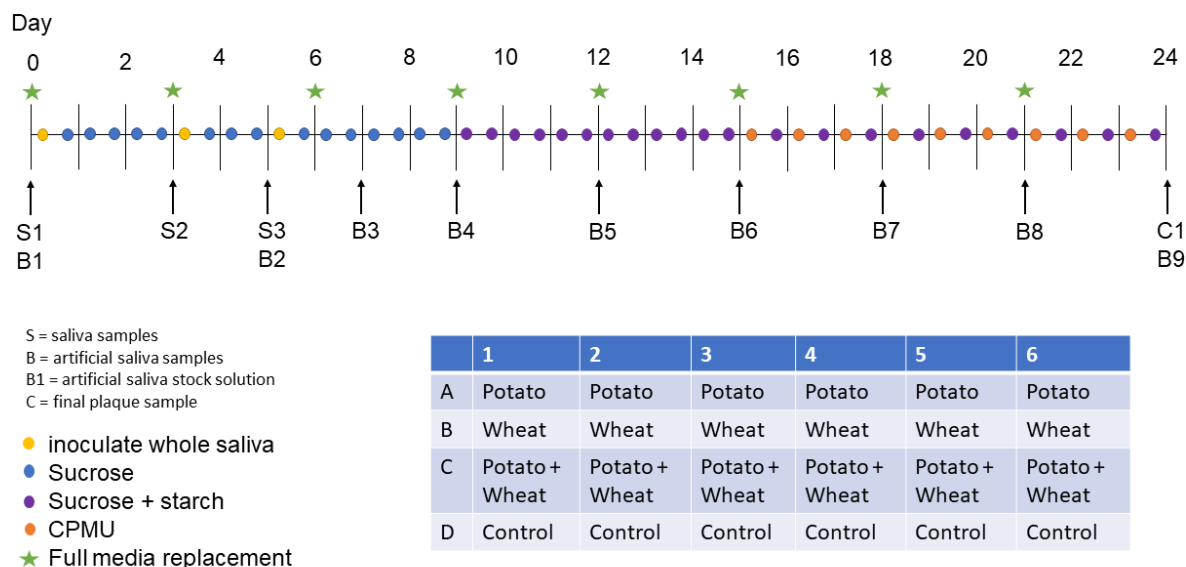 Day
0 2 4 6 8 10 12 14 16 18 20 22 24
S1 S2 S3 B3 B4 B5 B6 B7 B8 C1
B1 B2 B9
S = saliva samples
B = artificial saliva samples
B1 = artificial saliva stock solution
C = final plaque sample
inoculate whole saliva
Sucrose
Sucrose + starch
CPMU
Full media replacement
1 2 3 4 5 6
A Potato Potato Potato Potato Potato Potato
B Wheat Wheat Wheat Wheat Wheat Wheat
C Potato + Potato + Potato + Potato + Potato + Potato +
Wheat Wheat Wheat Wheat Wheat Wheat
D Control Control Control Control Control Control